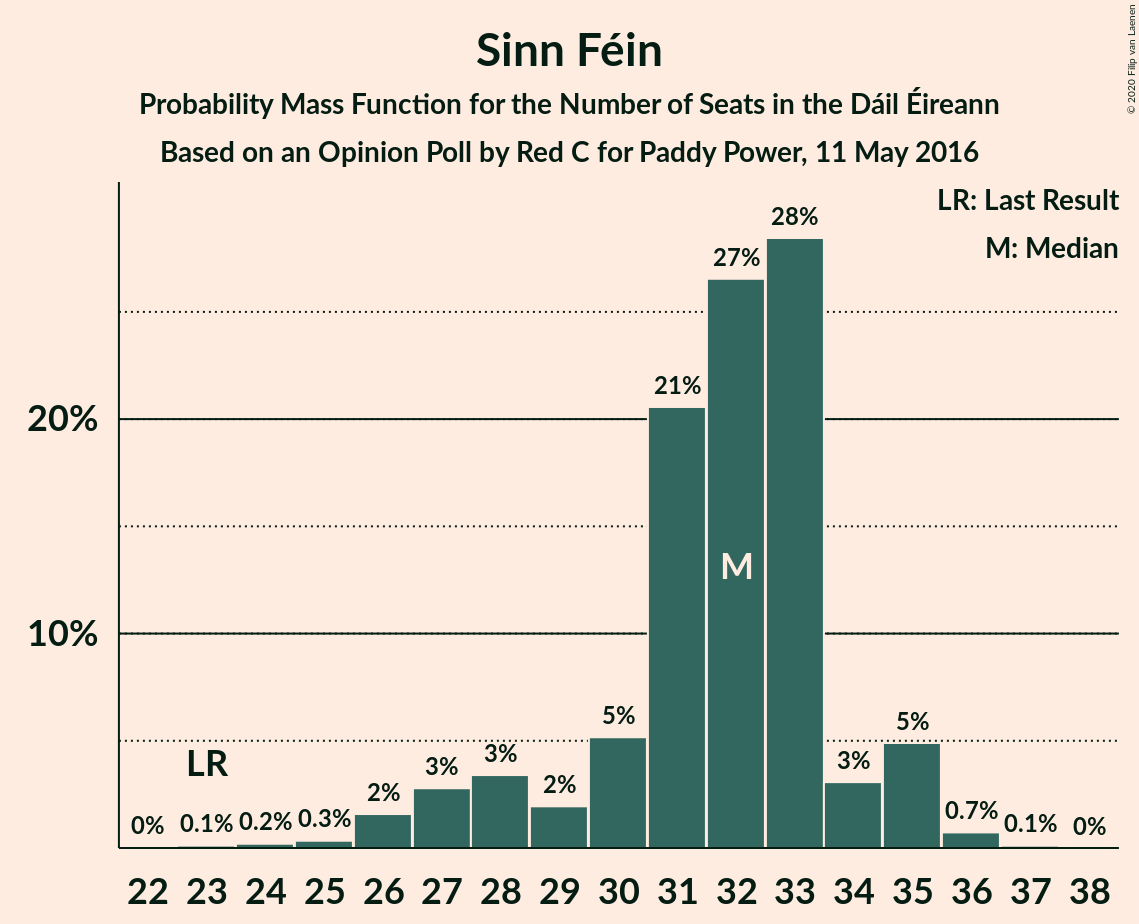 Sinn Féin
Probability Mass Function for the Number of Seats in the Dáil Éireann
Based on an Opinion Poll by Red C for Paddy Power, 11 May 2016
© 2020 Filip van Laenen
LR: Last Result
M: Median
20%
10%
0%
0.1%
0.2%
0.3%
2%
3%
3%
2%
5%
21%
27%
28%
3%
5%
0.7%
0.1%
0%
LR
M
22 23 24 25 26 27 28 29 30 31 32 33 34 35 36 37 38